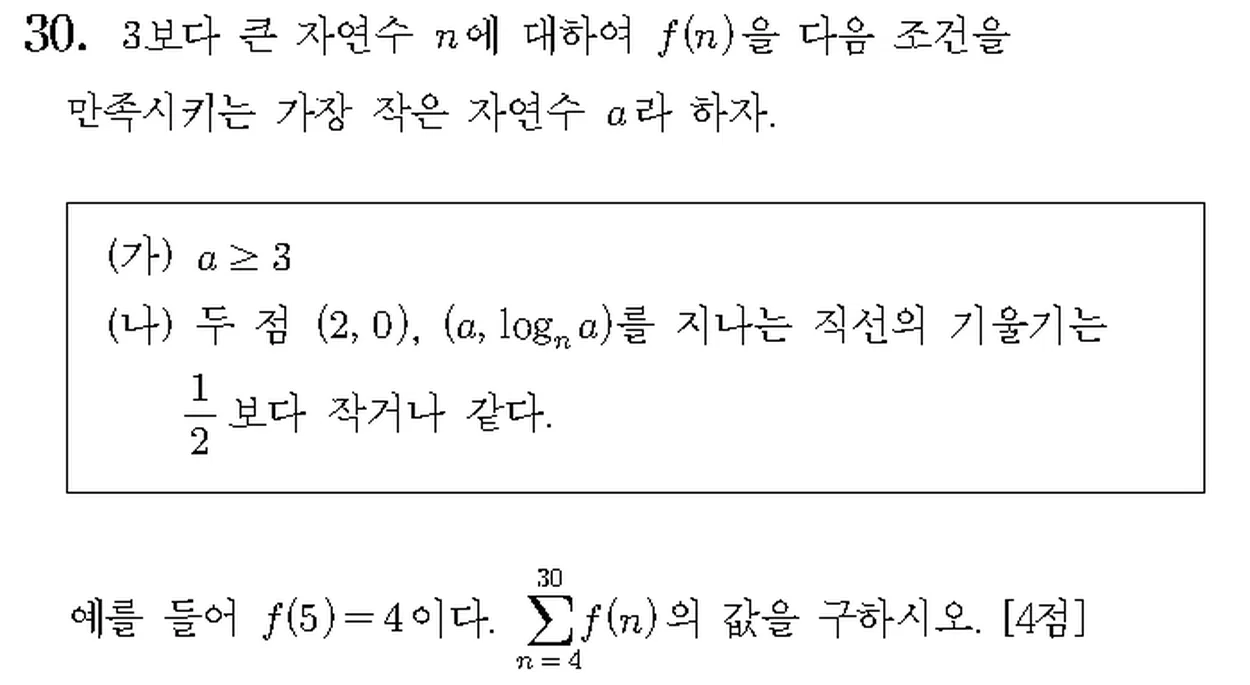 30. 3보다 큰 자연수 n에 대하여 f(n)을 다음 조건을
만족시키는 가장 작은 자연수 a라 하자.
(가) a ≥ 3
(나) 두 점 (2, 0), (a, logₙ a)를 지나는 직선의 기울기는
1/2 보다 작거나 같다.
예를 들어 f(5)=4이다. ∑_{n=4}^{30} f(n)의 값을 구하시오. [4점]